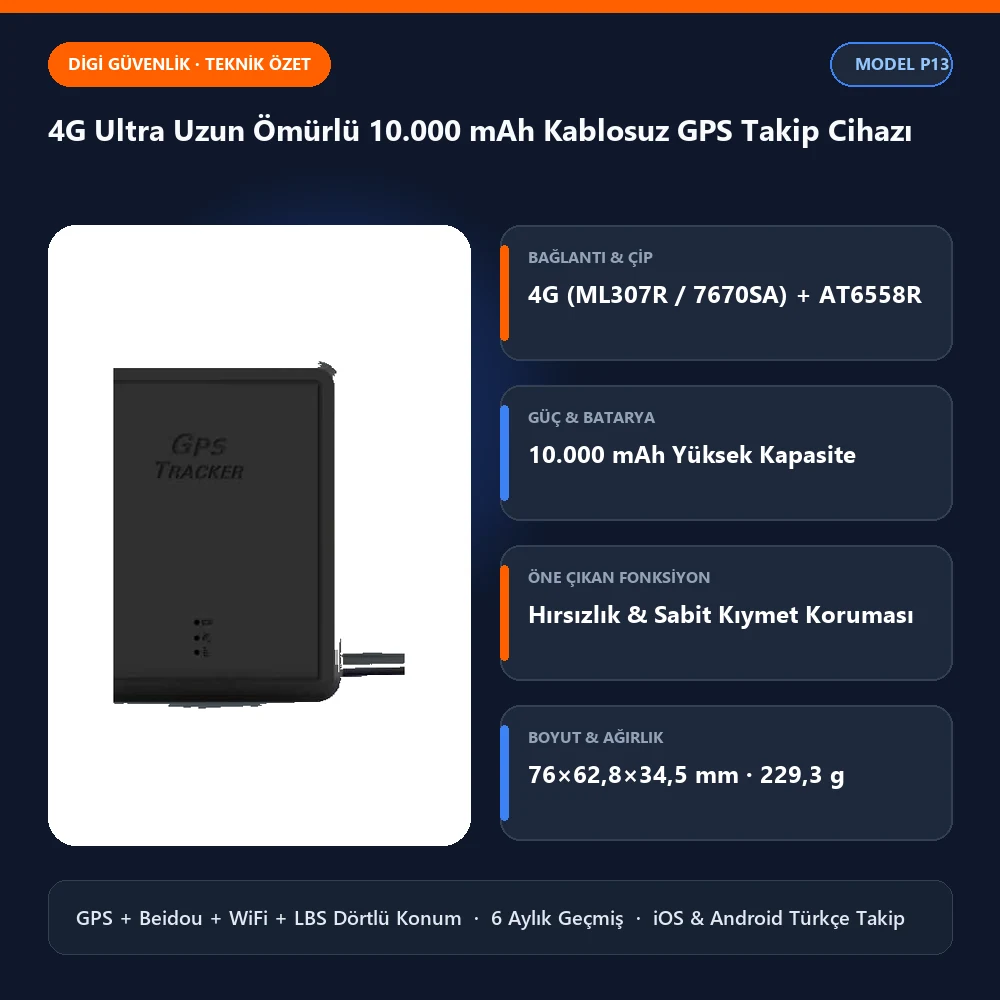 DİGİ GÜVENLİK · TEKNİK ÖZET
MODEL P13
4G Ultra Uzun Ömürlü 10.000 mAh Kablosuz GPS Takip Cihazı
GPS
TRACKER
BAĞLANTI & ÇİP
4G (ML307R / 7670SA) + AT6558R
GÜÇ & BATARYA
10.000 mAh Yüksek Kapasite
ÖNE ÇIKAN FONKSİYON
Hırsızlık & Sabit Kıymet Koruması
BOYUT & AĞIRLIK
76×62,8×34,5 mm · 229,3 g
GPS + Beidou + WiFi + LBS Dörtlü Konum · 6 Aylık Geçmiş · iOS & Android Türkçe Takip